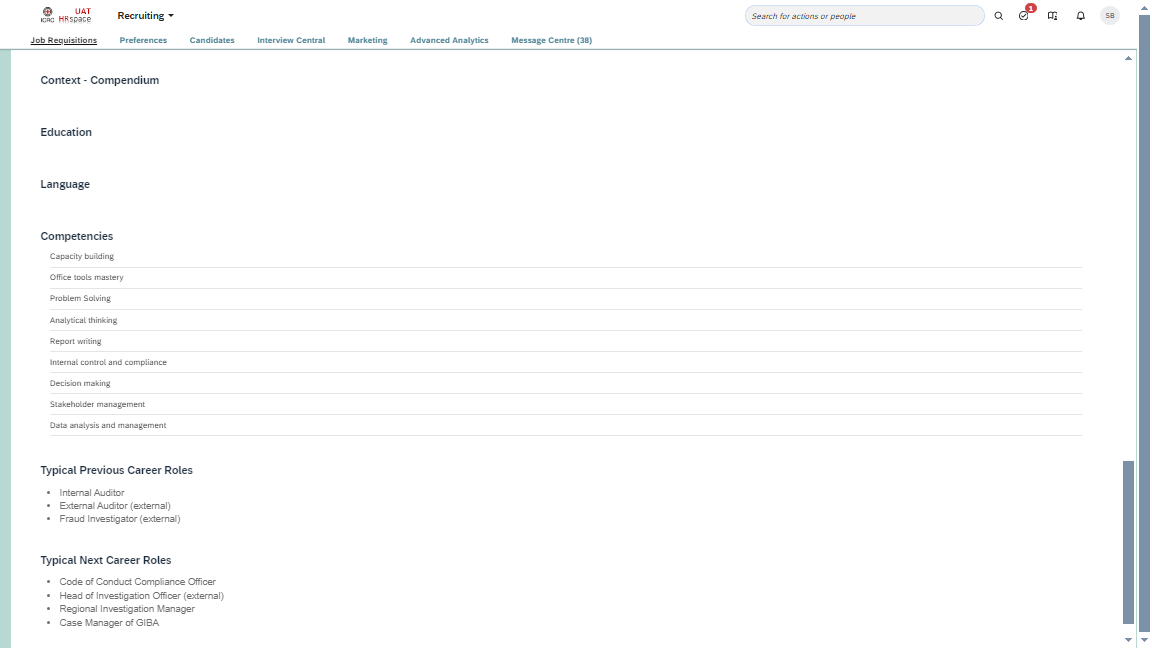 ICRC
UAT
HRspace
Recruiting
Search for actions or people
1
SB
Job Requisitions
Preferences
Candidates
Interview Central
Marketing
Advanced Analytics
Message Centre (38)
Context - Compendium
Education
Language
Competencies
Capacity building
Office tools mastery
Problem Solving
Analytical thinking
Report writing
Internal control and compliance
Decision making
Stakeholder management
Data analysis and management
Typical Previous Career Roles
• Internal Auditor
• External Auditor (external)
• Fraud Investigator (external)
Typical Next Career Roles
• Code of Conduct Compliance Officer
• Head of Investigation Officer (external)
• Regional Investigation Manager
• Case Manager of GIBA